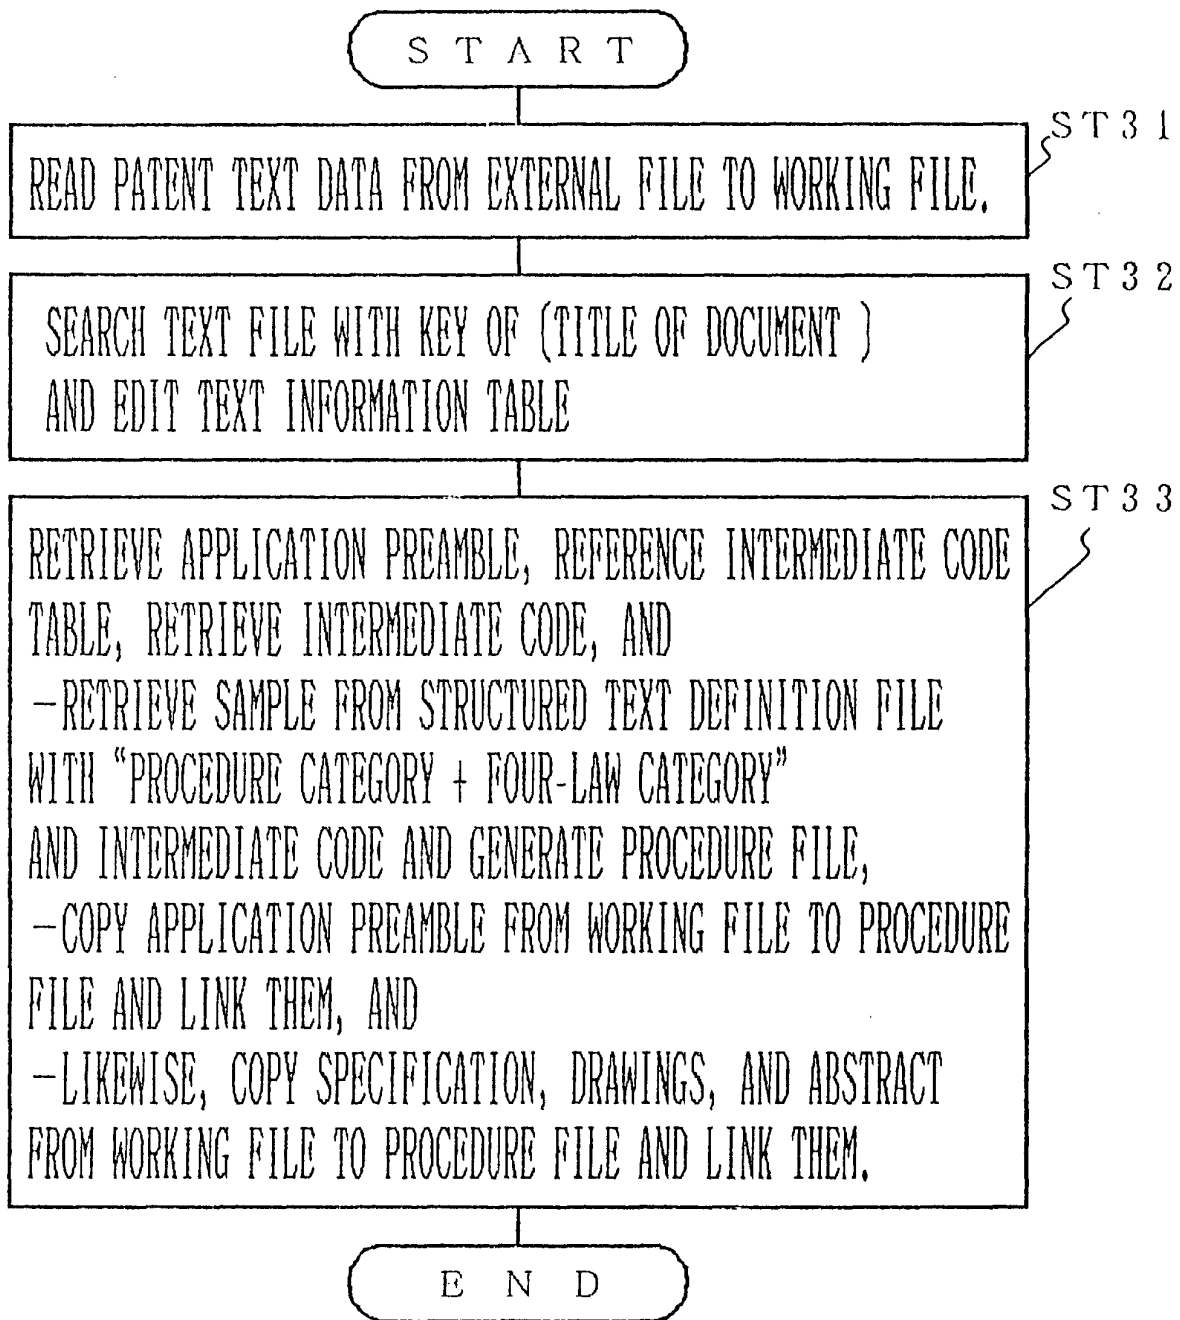 START
ST31
READ PATENT TEXT DATA FROM EXTERNAL FILE TO WORKING FILE.
ST32
SEARCH TEXT FILE WITH KEY OF (TITLE OF DOCUMENT )
AND EDIT TEXT INFORMATION TABLE
ST33
RETRIEVE APPLICATION PREAMBLE, REFERENCE INTERMEDIATE CODE
TABLE, RETRIEVE INTERMEDIATE CODE, AND
—RETRIEVE SAMPLE FROM STRUCTURED TEXT DEFINITION FILE
WITH “PROCEDURE CATEGORY + FOUR-LAW CATEGORY”
AND INTERMEDIATE CODE AND GENERATE PROCEDURE FILE,
—COPY APPLICATION PREAMBLE FROM WORKING FILE TO PROCEDURE
FILE AND LINK THEM, AND
—LIKEWISE, COPY SPECIFICATION, DRAWINGS, AND ABSTRACT
FROM WORKING FILE TO PROCEDURE FILE AND LINK THEM.
END